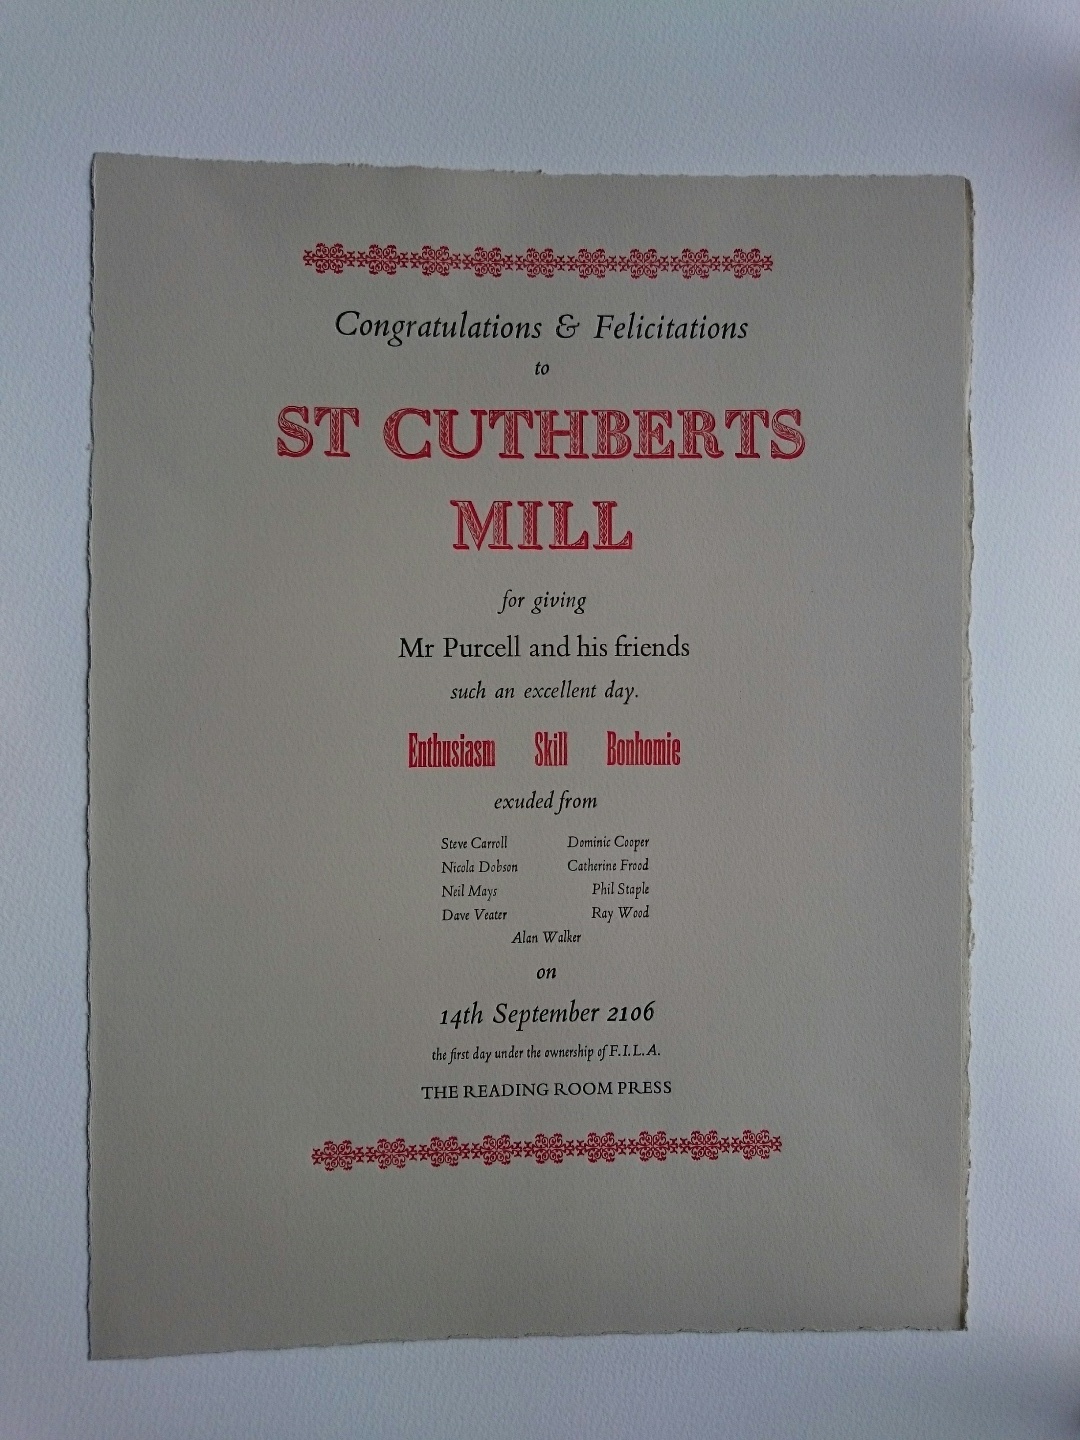 Congratulations & Felicitations
to
ST CUTHBERTS
MILL
for giving
Mr Purcell and his friends
such an excellent day.
Enthusiasm Skill Bonhomie
exuded from
Steve Carroll Dominic Cooper
Nicola Dobson Catherine Frood
Neil Mays Phil Staple
Dave Veater Ray Wood
Alan Walker
on
14th September 2106
the first day under the ownership of F.I.L.A.
THE READING ROOM PRESS